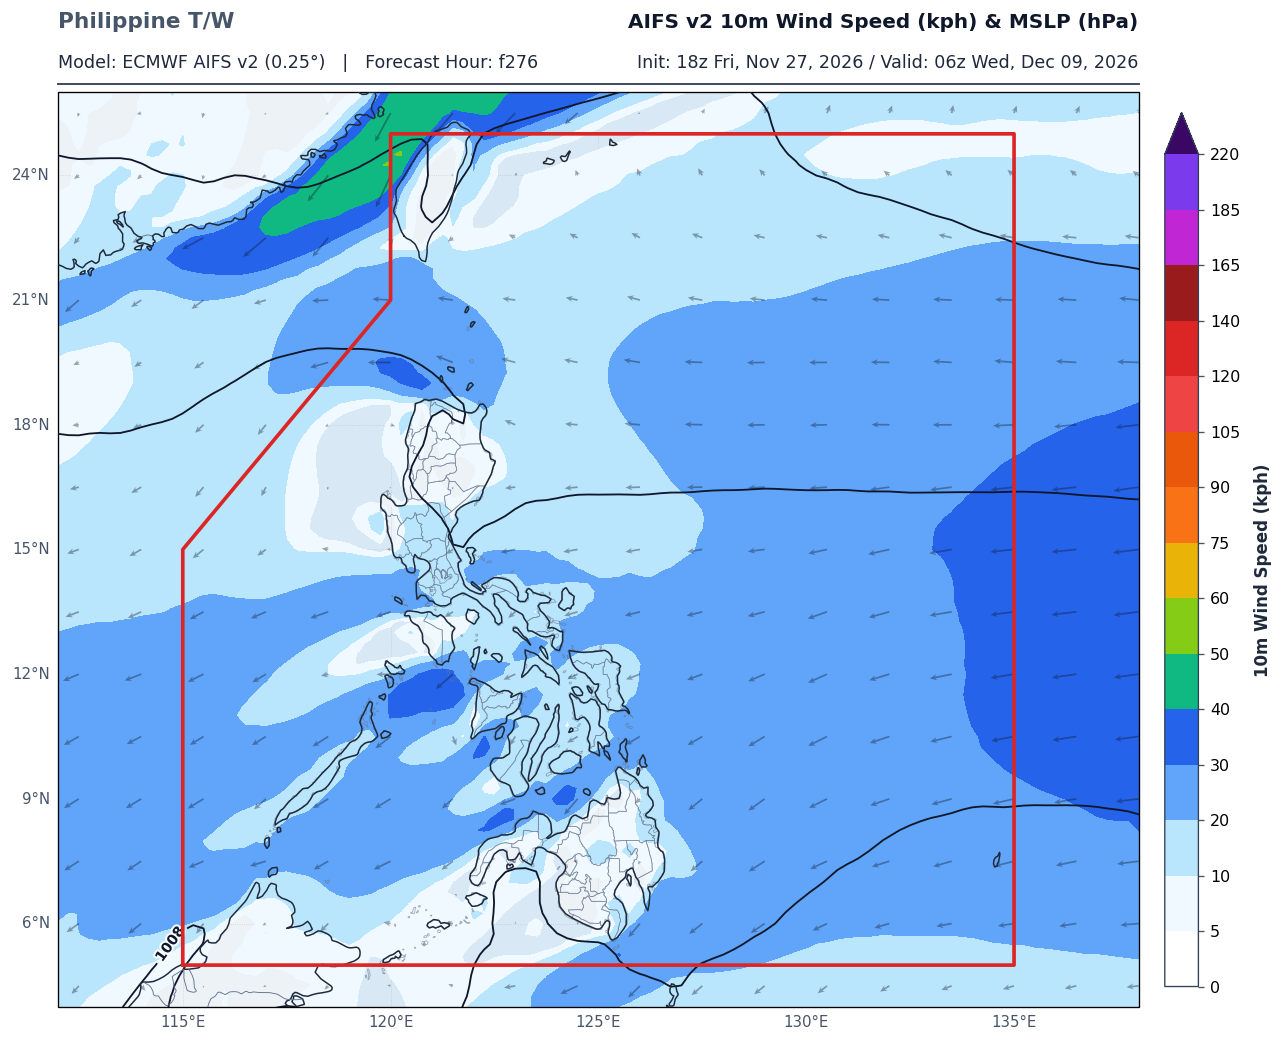 Philippine T/W
AIFS v2 10m Wind Speed (kph) & MSLP (hPa)
Model: ECMWF AIFS v2 (0.25°) | Forecast Hour: f276
Init: 18z Fri, Nov 27, 2026 / Valid: 06z Wed, Dec 09, 2026
24°N
21°N
18°N
15°N
12°N
9°N
6°N
115°E
120°E
125°E
130°E
135°E
1008
220
185
165
140
120
105
90
75
60
50
40
30
20
10
5
0
10m Wind Speed (kph)